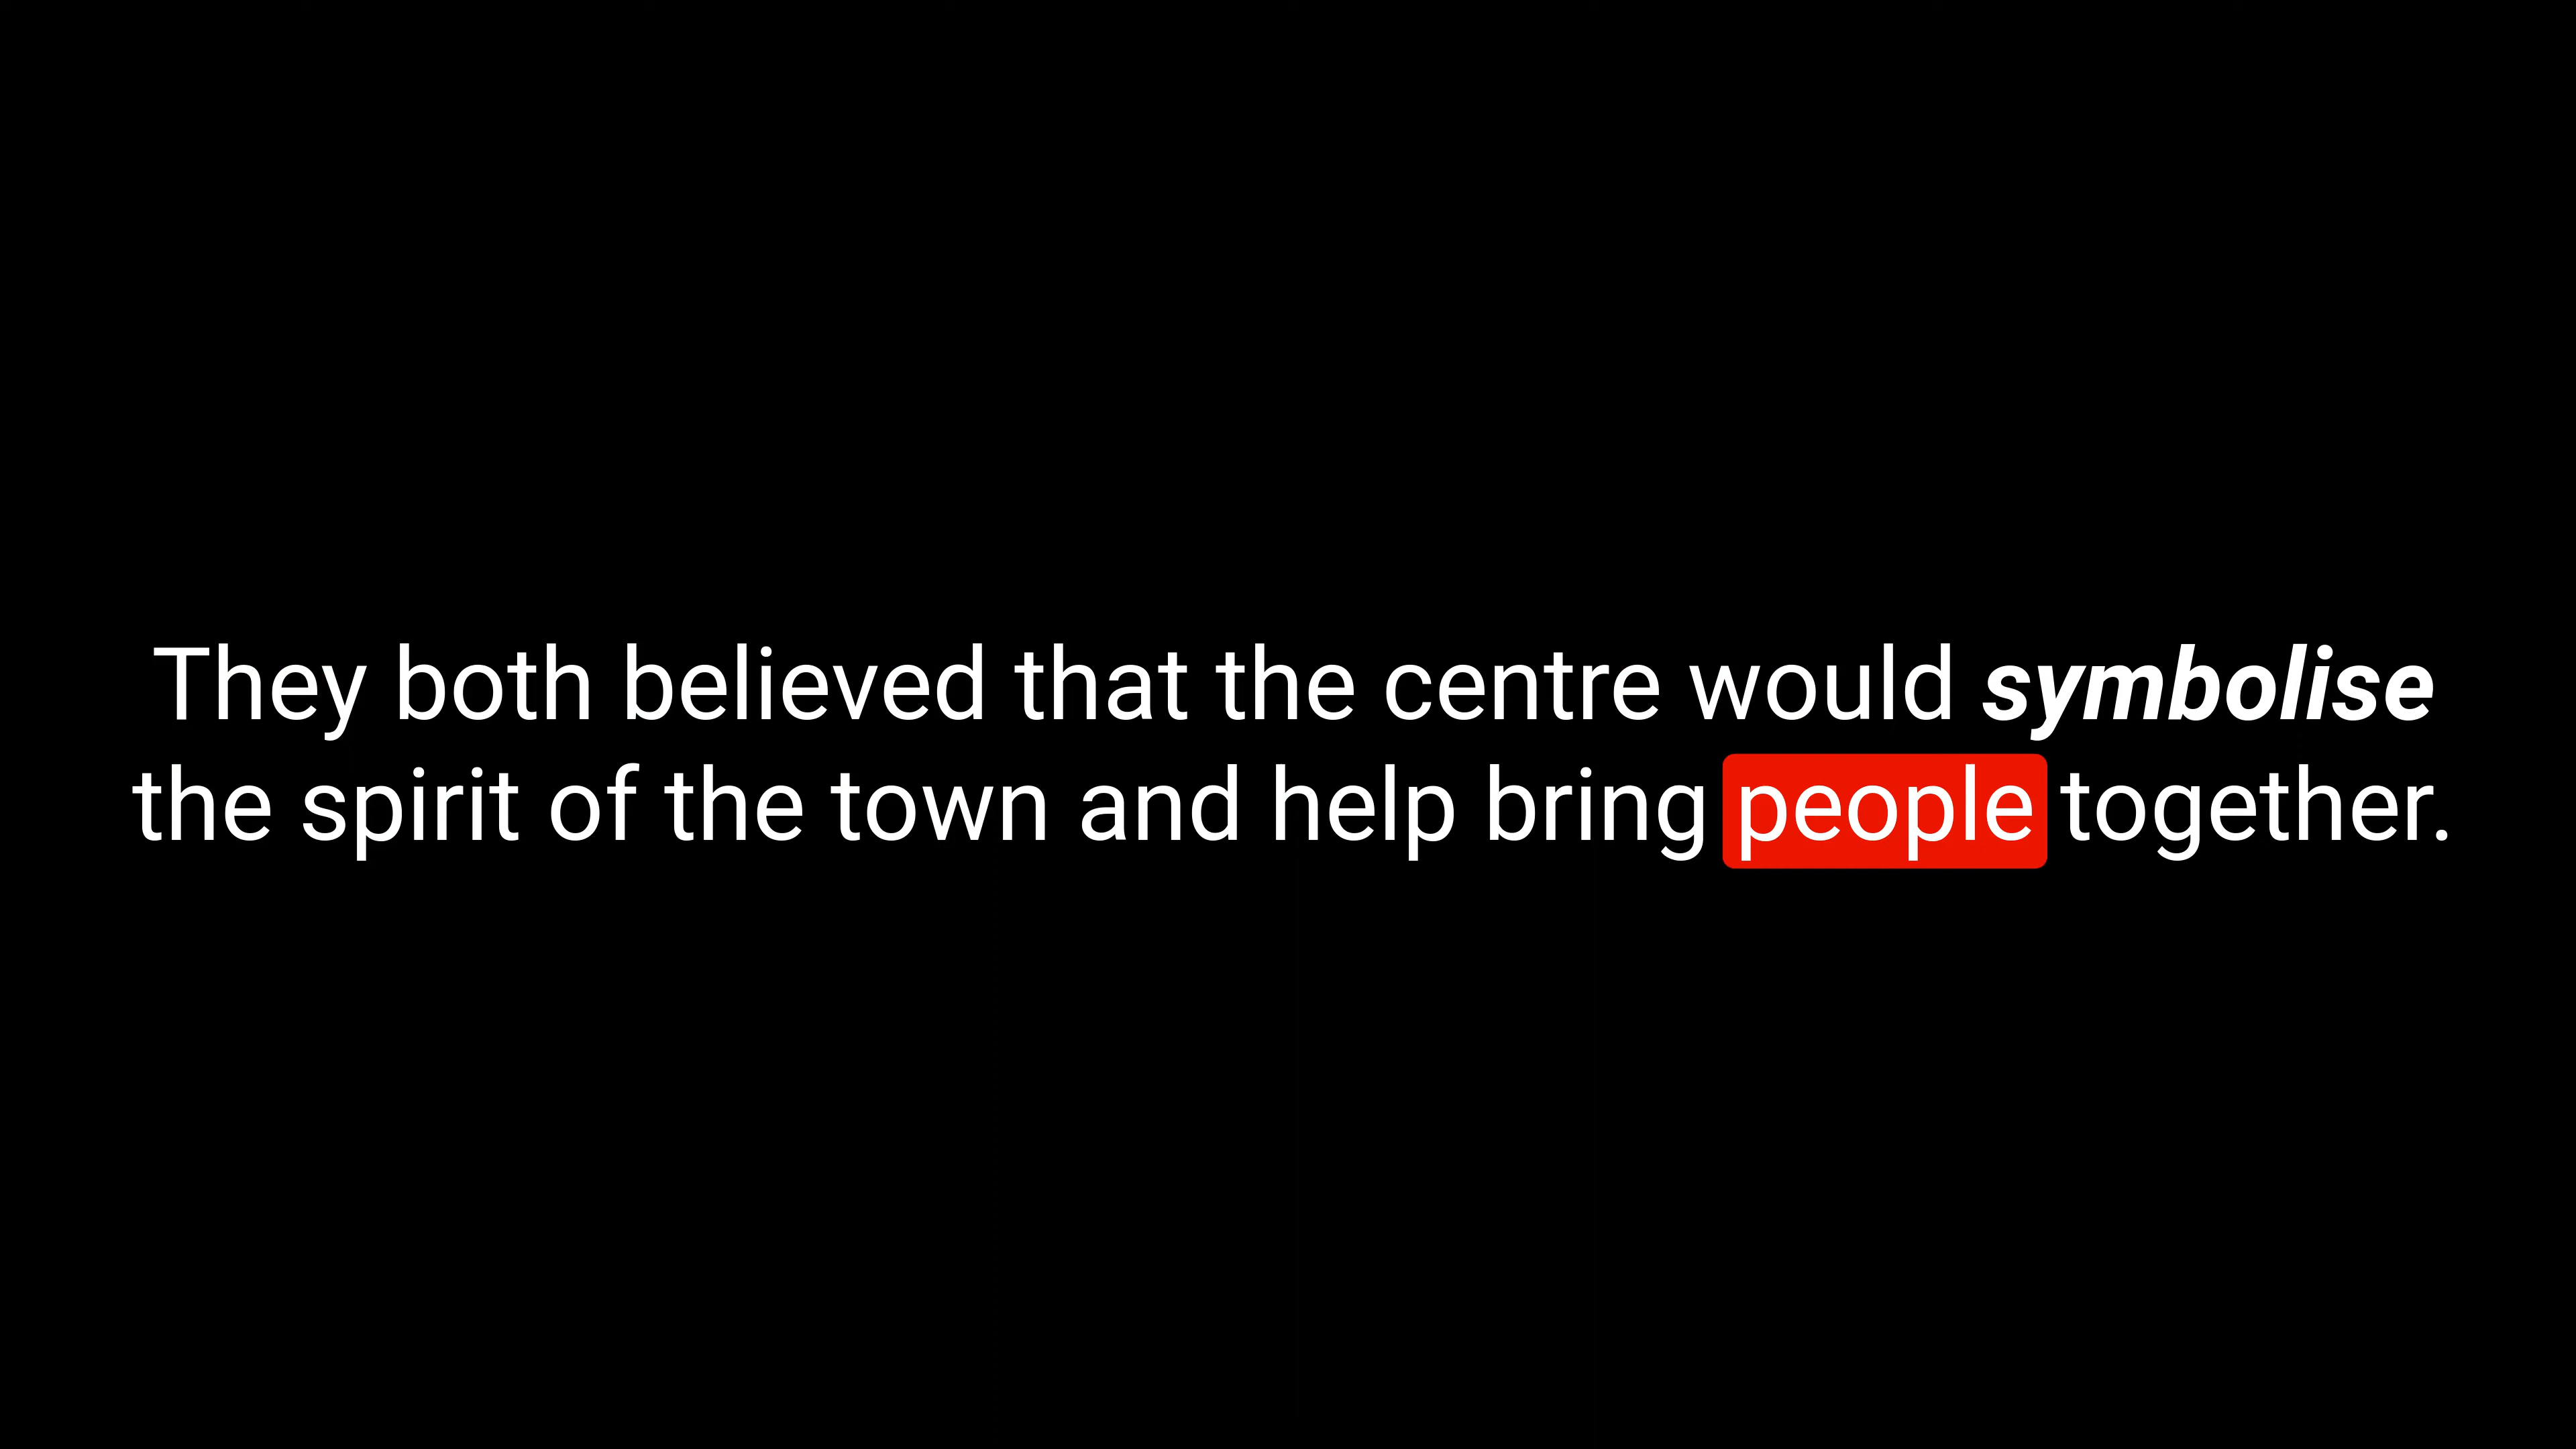 They both believed that the centre would symbolise
the spirit of the town and help bring people together.